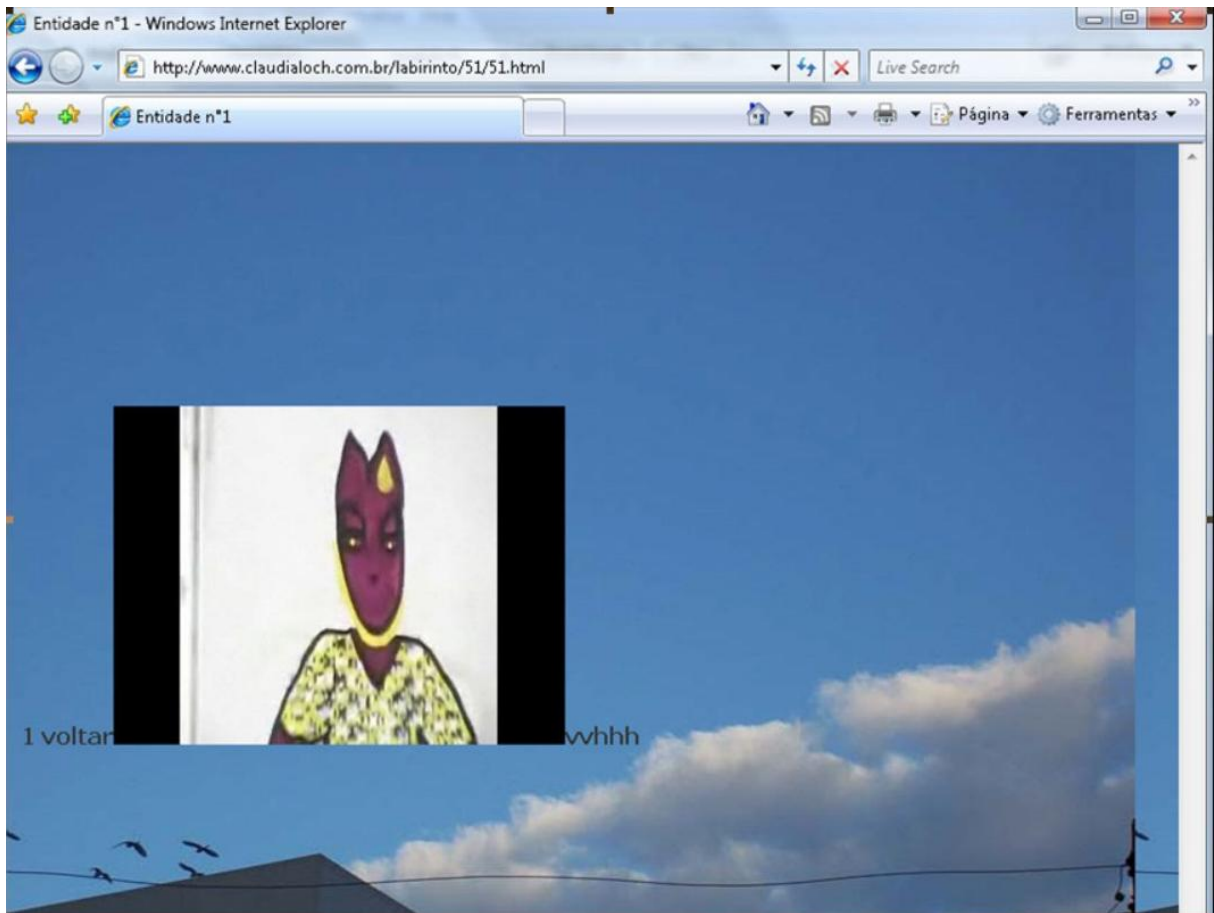 Entidade n°1 - Windows Internet Explorer
http://www.claudialoch.com.br/labirinto/51/51.html
Live Search
Entidade n°1
Página
Ferramentas
1 voltar
vvhhh